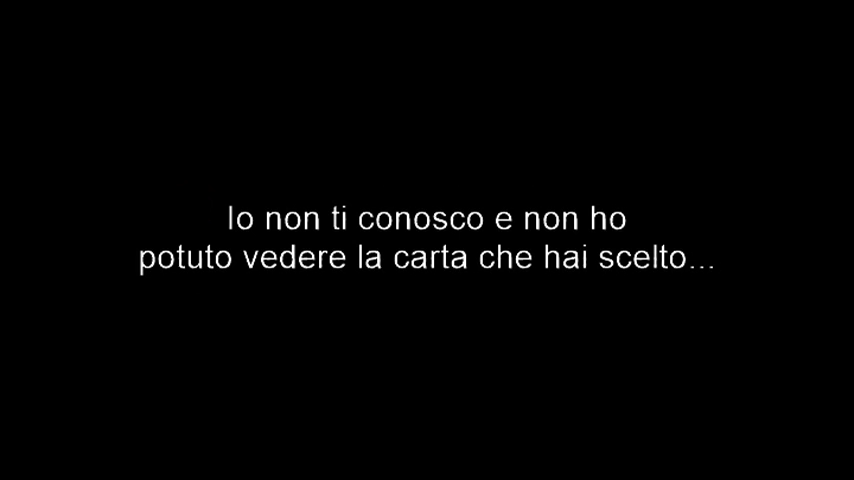 Io non ti conosco e non ho
potuto vedere la carta che hai scelto...